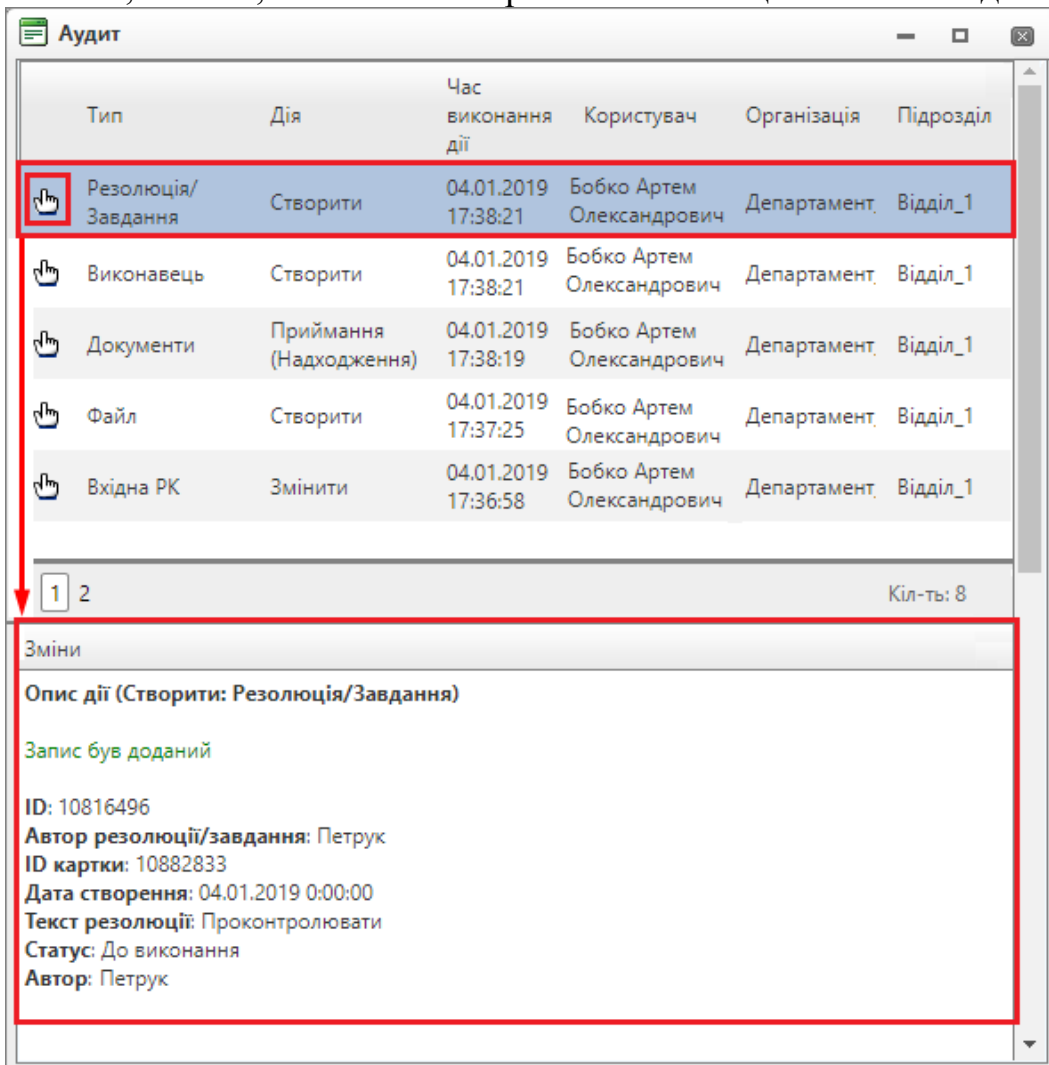 Аудит
Тип Дія Час виконання дії Користувач Організація Підрозділ
Резолюція/ Завдання Створити 04.01.2019 17:38:21 Бобко Артем Олександрович Департамент Відділ_1
Виконавець Створити 04.01.2019 17:38:21 Бобко Артем Олександрович Департамент Відділ_1
Документи Приймання (Надходження) 04.01.2019 17:38:19 Бобко Артем Олександрович Департамент Відділ_1
Файл Створити 04.01.2019 17:37:25 Бобко Артем Олександрович Департамент Відділ_1
Вхідна РК Змінити 04.01.2019 17:36:58 Бобко Артем Олександрович Департамент Відділ_1
1 2 Кіл-ть: 8
Зміни
Опис дії (Створити: Резолюція/Завдання)
Запис був доданий
ID: 10816496
Автор резолюції/завдання: Петрук
ID картки: 10882833
Дата створення: 04.01.2019 0:00:00
Текст резолюції: Проконтролювати
Статус: До виконання
Автор: Петрук